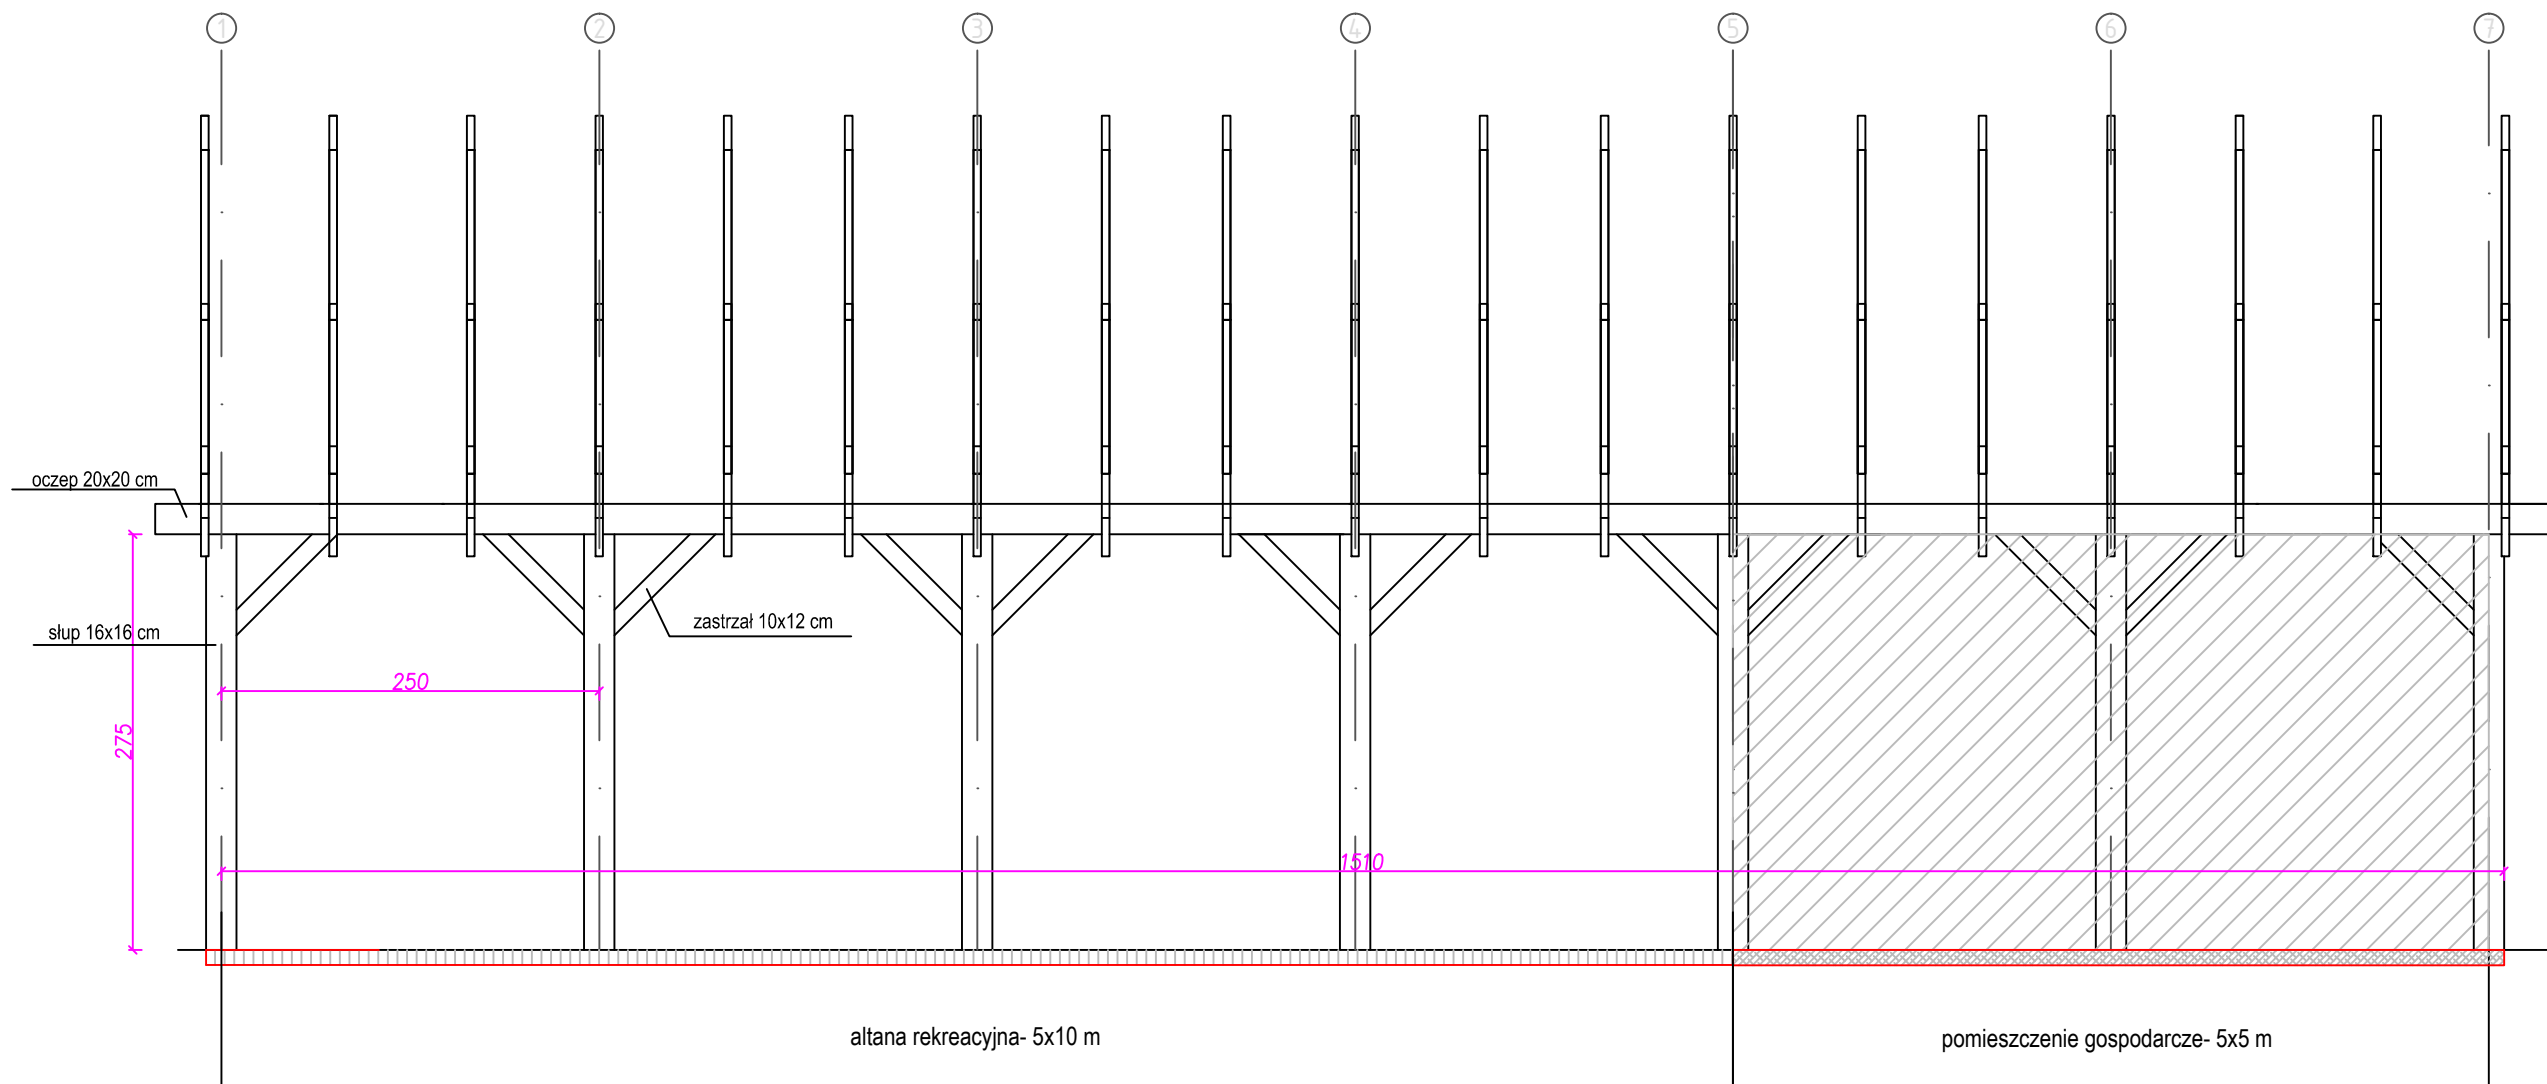 1
2
3
4
5
6
7
oczep 20x20 cm
zastrzał 10x12 cm
słup 16x16 cm
250
275
1510
altana rekreacyjna- 5x10 m
pomieszczenie gospodarcze- 5x5 m